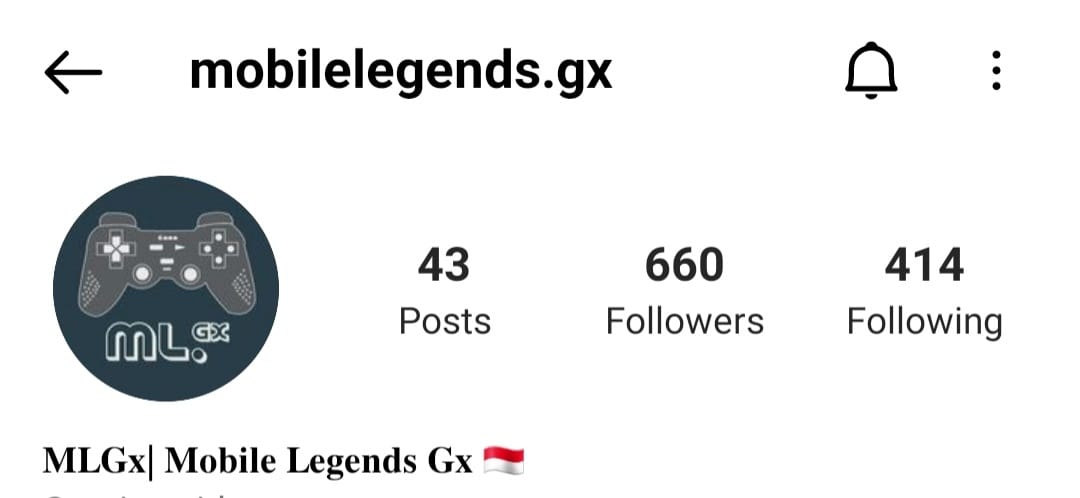 mobilelegends.gx
43 660 414
Posts Followers Following
ML.GX
MLGx| Mobile Legends Gx 🇮🇩